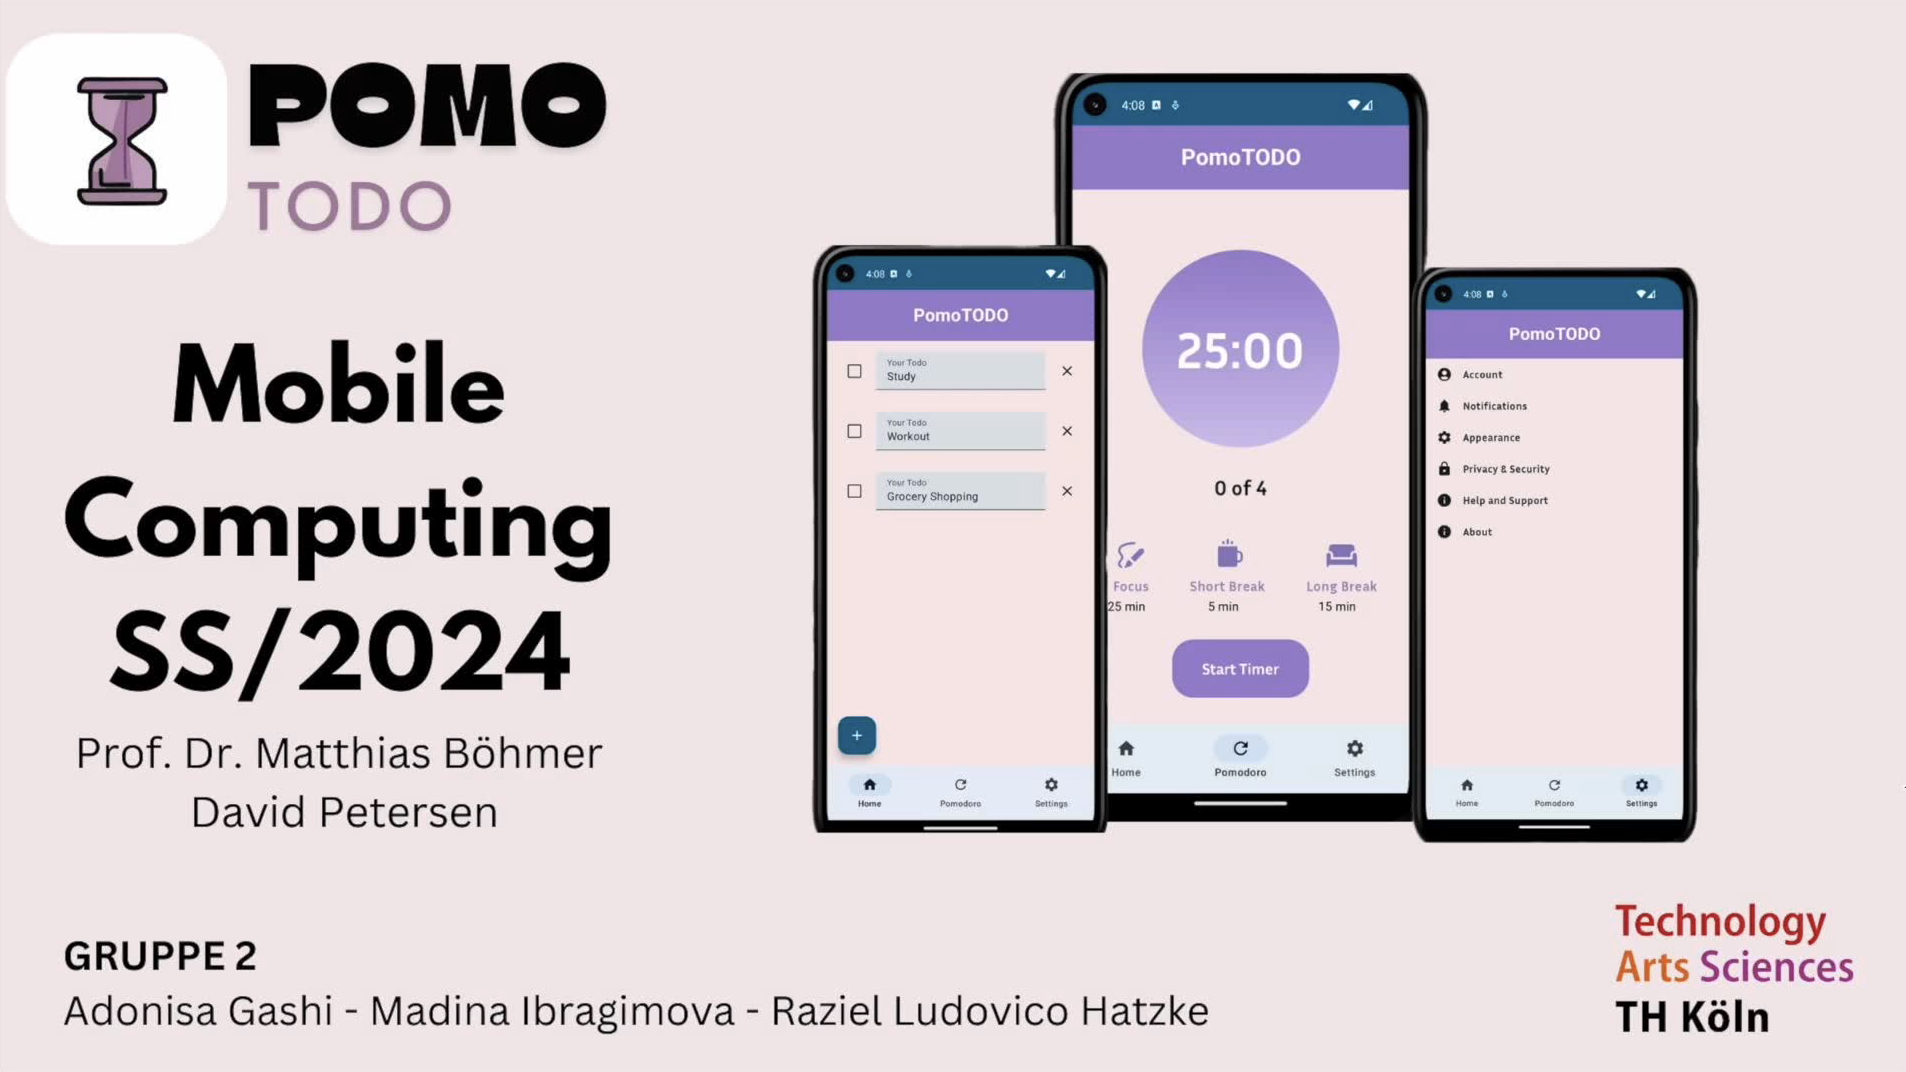 POMO
TODO
Mobile
Computing
SS/2024
Prof. Dr. Matthias Böhmer
David Petersen
GRUPPE 2
Adonisa Gashi - Madina Ibragimova - Raziel Ludovico Hatzke
4:08
PomoTODO
Your Todo
Study
Your Todo
Workout
Your Todo
Grocery Shopping
+
Home Pomodoro Settings
4:08
PomoTODO
25:00
0 of 4
Focus Short Break Long Break
25 min 5 min 15 min
Start Timer
Home Pomodoro Settings
4:08
PomoTODO
Account
Notifications
Appearance
Privacy & Security
Help and Support
About
Home Pomodoro Settings
Technology
Arts Sciences
TH Köln